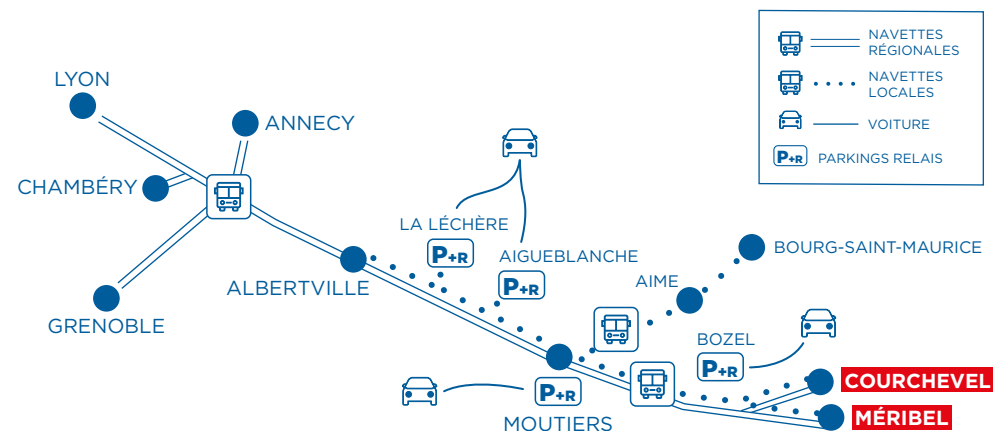 NAVETTES
RÉGIONALES
NAVETTES
LOCALES
VOITURE
P+R PARKINGS RELAIS
LYON
ANNECY
CHAMBÉRY
GRENOBLE
ALBERTVILLE
LA LÉCHÈRE
P+R
AIGUEBLANCHE
P+R
BOURG-SAINT-MAURICE
AIME
BOZEL
P+R
COURCHEVEL
MÉRIBEL
P+R
MOUTIERS